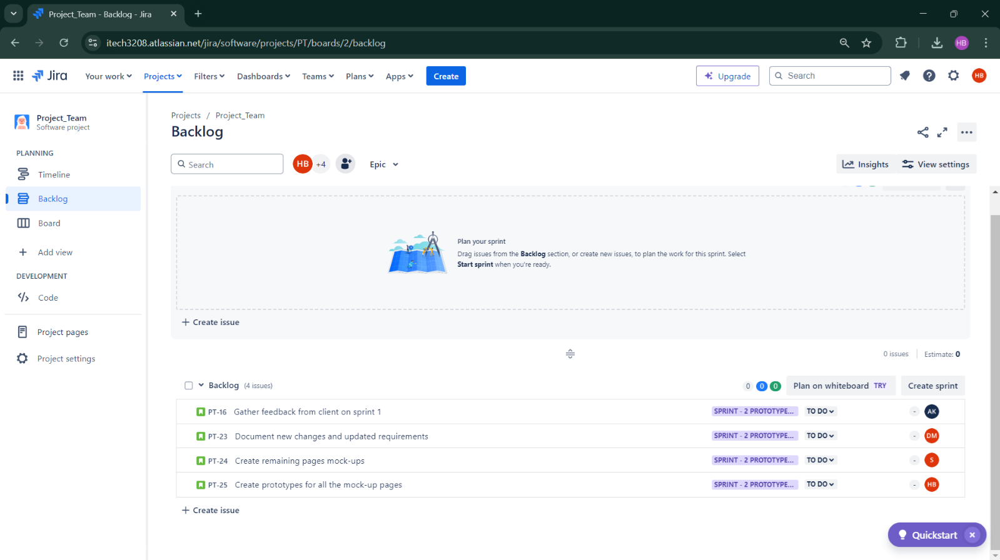 Project_Team - Backlog - Jira
itech3208.atlassian.net/jira/software/projects/PT/boards/2/backlog
HB
Jira
Your work
Projects
Filters
Dashboards
Teams
Plans
Apps
Create
Upgrade
Search
HB
Project_Team
Software project
PLANNING
Timeline
Backlog
Board
Add view
DEVELOPMENT
Code
Project pages
Project settings
Projects / Project_Team
Backlog
Search
HB +4
Epic
Insights
View settings
Plan your sprint
Drag issues from the Backlog section, or create new issues, to plan the work for this sprint. Select
Start sprint when you're ready.
+ Create issue
0 issues Estimate: 0
Backlog (4 issues) 0 0 0 Plan on whiteboard TRY Create sprint
PT-16 Gather feedback from client on sprint 1 SPRINT - 2 PROTOTYPE... TO DO - AK
PT-23 Document new changes and updated requirements SPRINT - 2 PROTOTYPE... TO DO - DM
PT-24 Create remaining pages mock-ups SPRINT - 2 PROTOTYPE... TO DO - S
PT-25 Create prototypes for all the mock-up pages SPRINT - 2 PROTOTYPE... TO DO - HB
+ Create issue
Quickstart